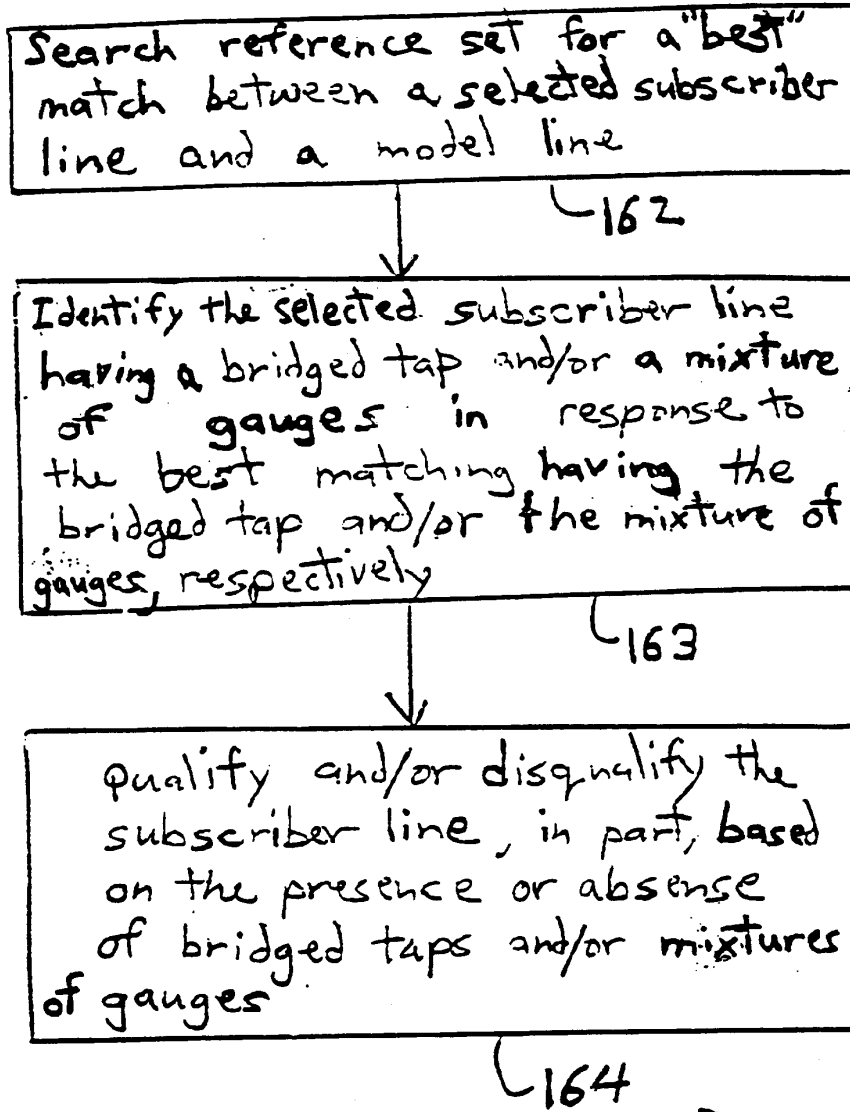 Search reference set for a "best"
match between a selected subscriber
line and a model line
162
Identify the selected subscriber line
having a bridged tap and/or a mixture
of gauges in response to
the best matching having the
bridged tap and/or the mixture of
gauges, respectively
163
Qualify and/or disqualify the
subscriber line, in part, based
on the presence or absense
of bridged taps and/or mixtures
of gauges
164